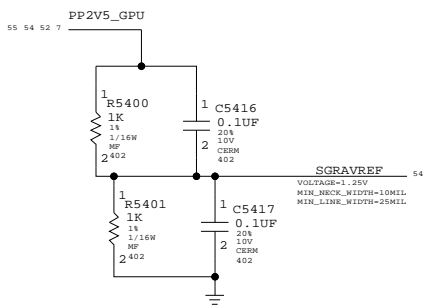 PP2V5_GPU
55 54 52 7
1
R5400
1K
1%
1/16W
MF
2 402
1
C5416
0.1UF
20%
10V
2 CERM
402
SGRAVREF 54
VOLTAGE=1.25V
MIN_NECK_WIDTH=10MIL
MIN_LINE_WIDTH=25MIL
1
R5401
1K
1%
1/16W
MF
2 402
1
C5417
0.1UF
20%
10V
2 CERM
402